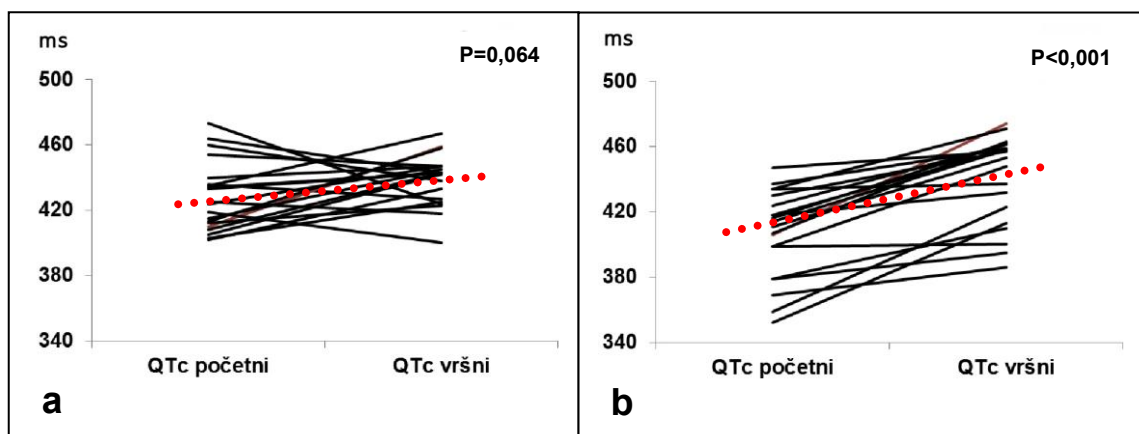 ms
P=0,064
500
460
420
380
340
QTc početni QTc vršni
a
ms
P<0,001
500
460
420
380
340
QTc početni QTc vršni
b